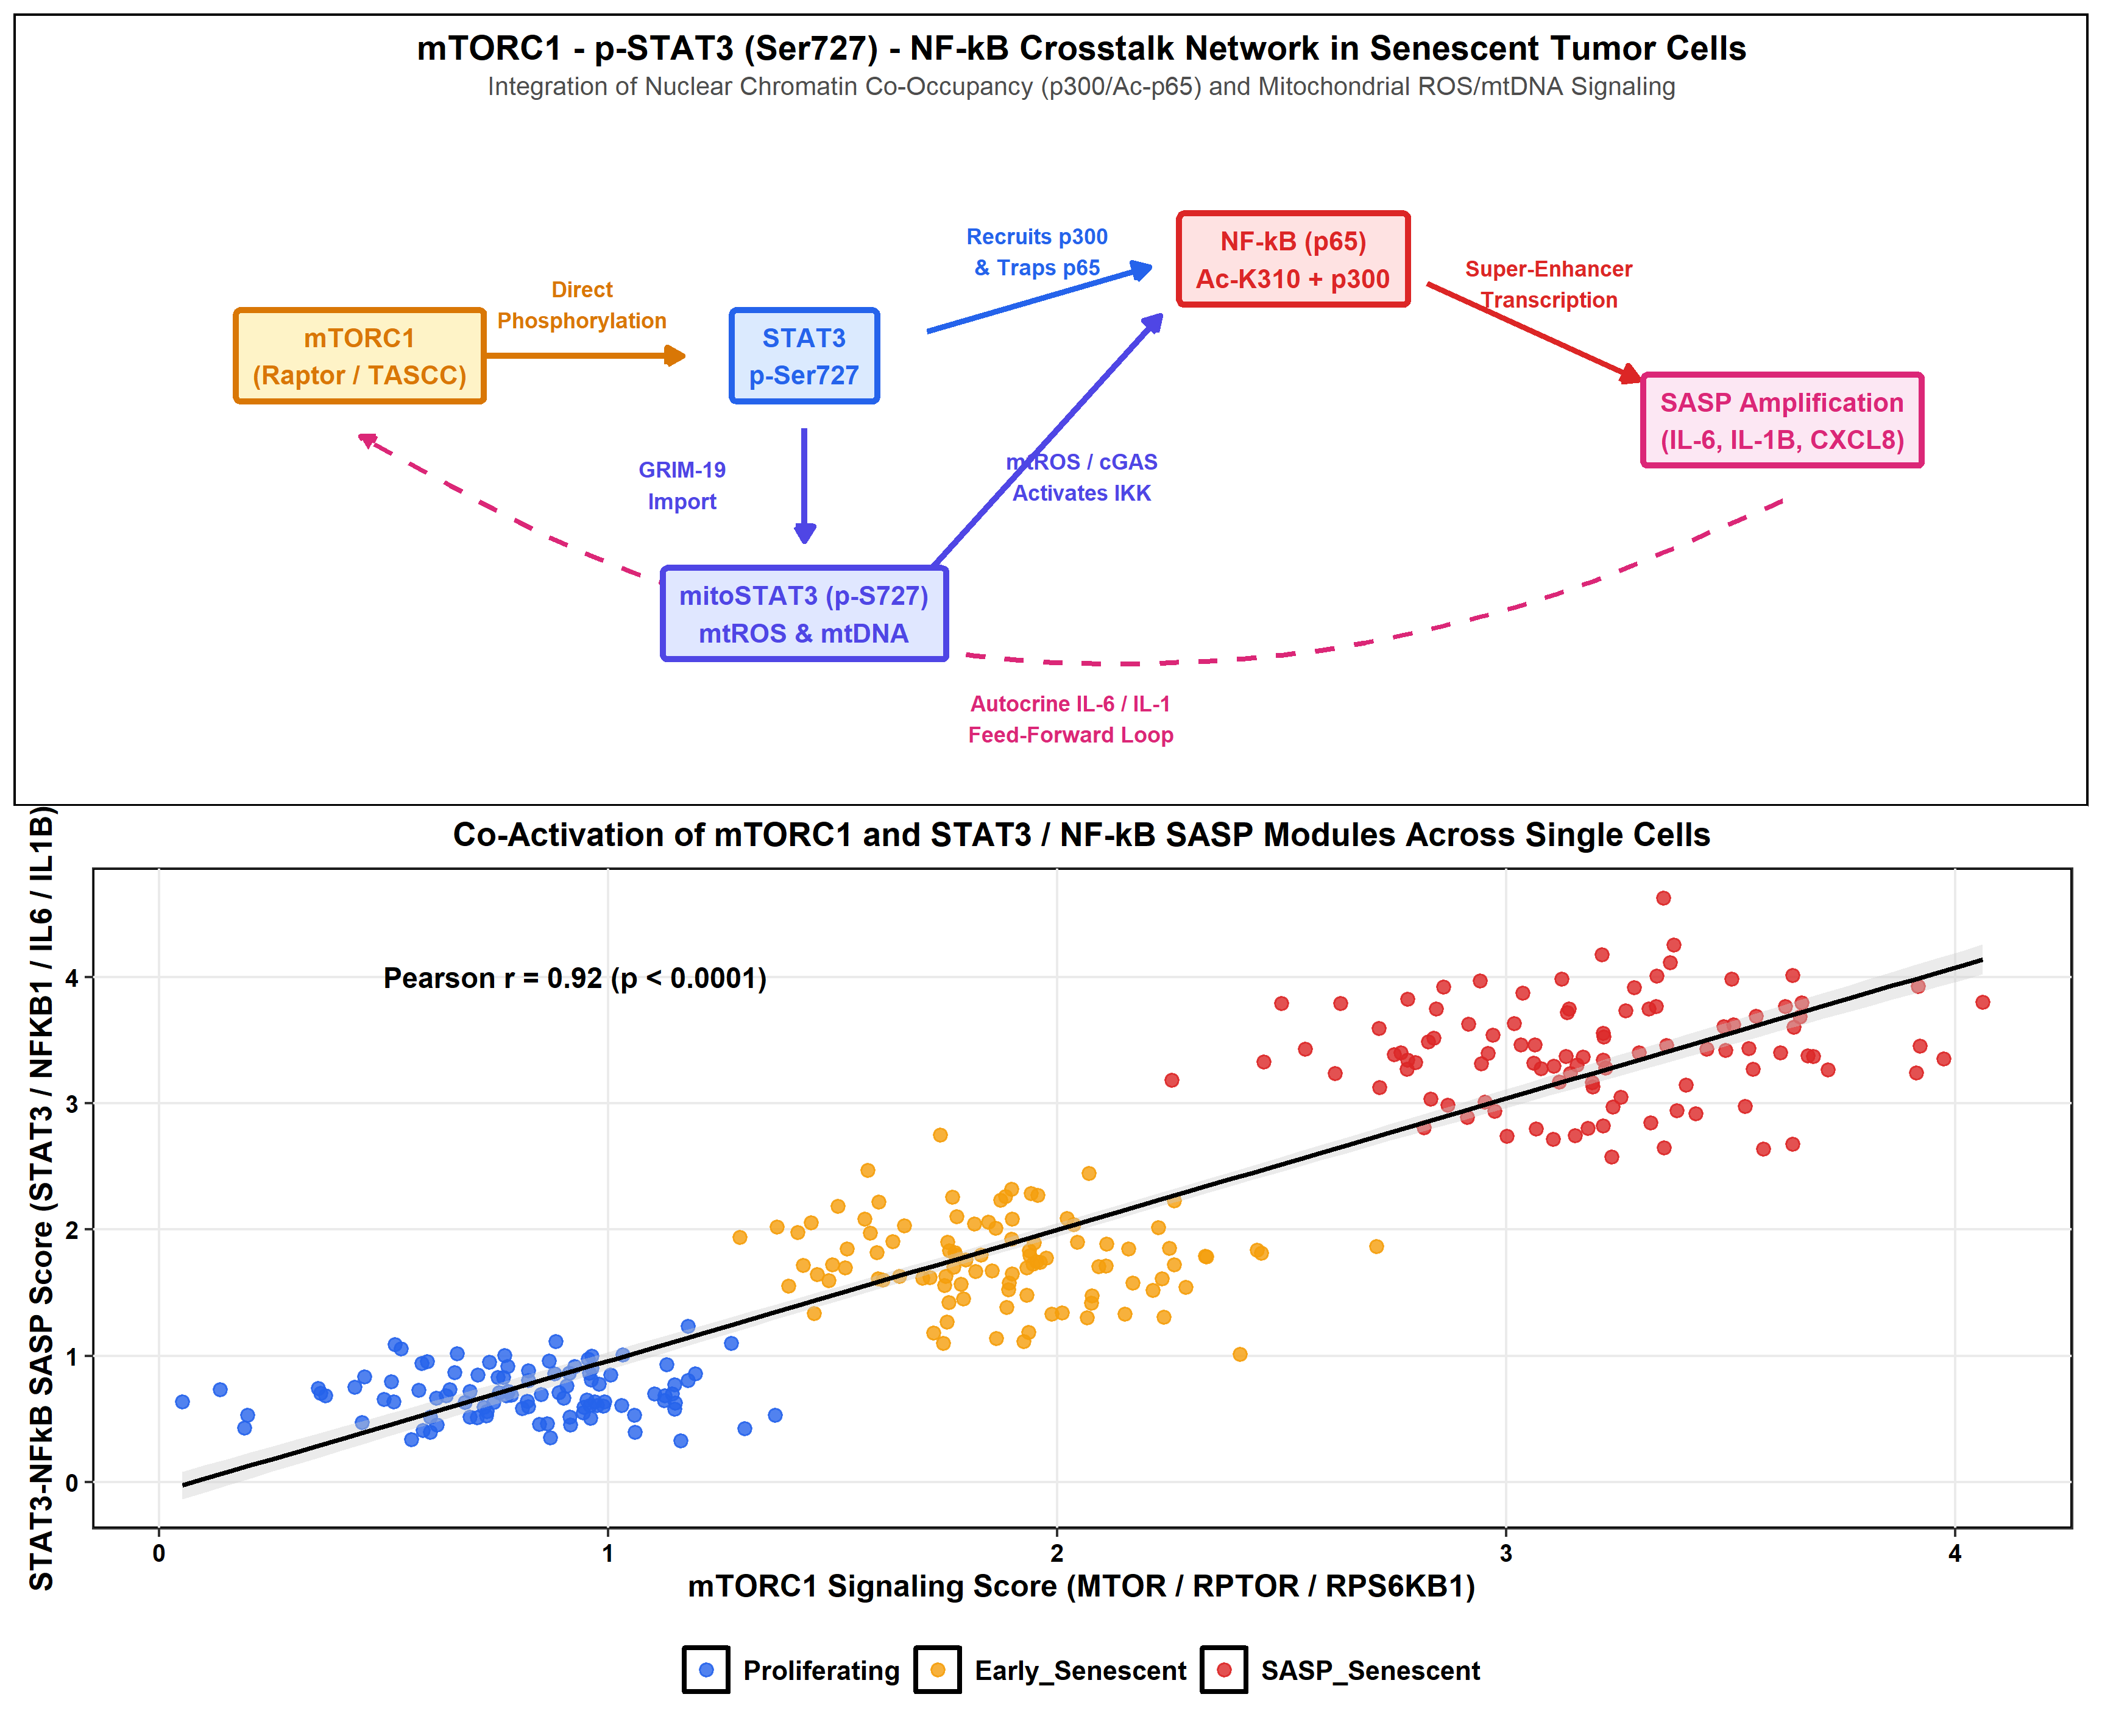 mTORC1 - p-STAT3 (Ser727) - NF-kB Crosstalk Network in Senescent Tumor Cells
Integration of Nuclear Chromatin Co-Occupancy (p300/Ac-p65) and Mitochondrial ROS/mtDNA Signaling
Recruits p300
& Traps p65
NF-kB (p65)
Ac-K310 + p300
Super-Enhancer
Transcription
Direct
Phosphorylation
mTORC1
(Raptor / TASCC)
STAT3
p-Ser727
SASP Amplification
(IL-6, IL-1B, CXCL8)
GRIM-19
Import
mtROS / cGAS
Activates IKK
mitoSTAT3 (p-S727)
mtROS & mtDNA
Autocrine IL-6 / IL-1
Feed-Forward Loop
Co-Activation of mTORC1 and STAT3 / NF-kB SASP Modules Across Single Cells
STAT3-NFkB SASP Score (STAT3 / NFKB1 / IL6 / IL1B)
Pearson r = 0.92 (p < 0.0001)
4
3
2
1
0
0 1 2 3 4
mTORC1 Signaling Score (MTOR / RPTOR / RPS6KB1)
Proliferating Early_Senescent SASP_Senescent